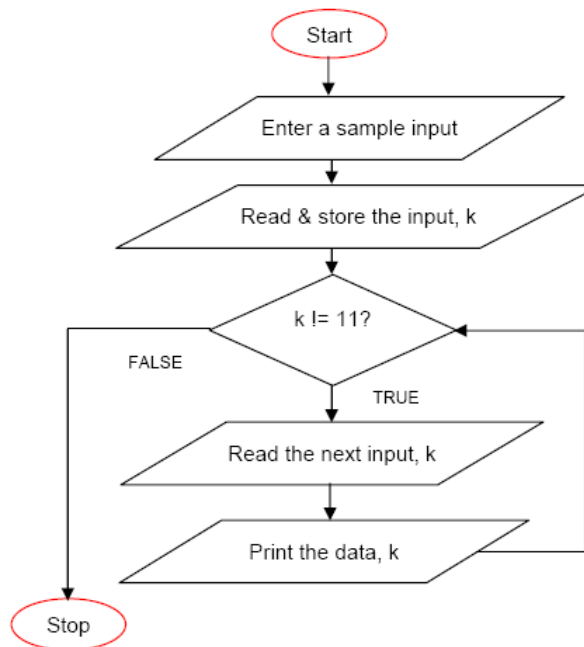 Start
Enter a sample input
Read & store the input, k
k != 11?
FALSE
TRUE
Read the next input, k
Print the data, k
Stop